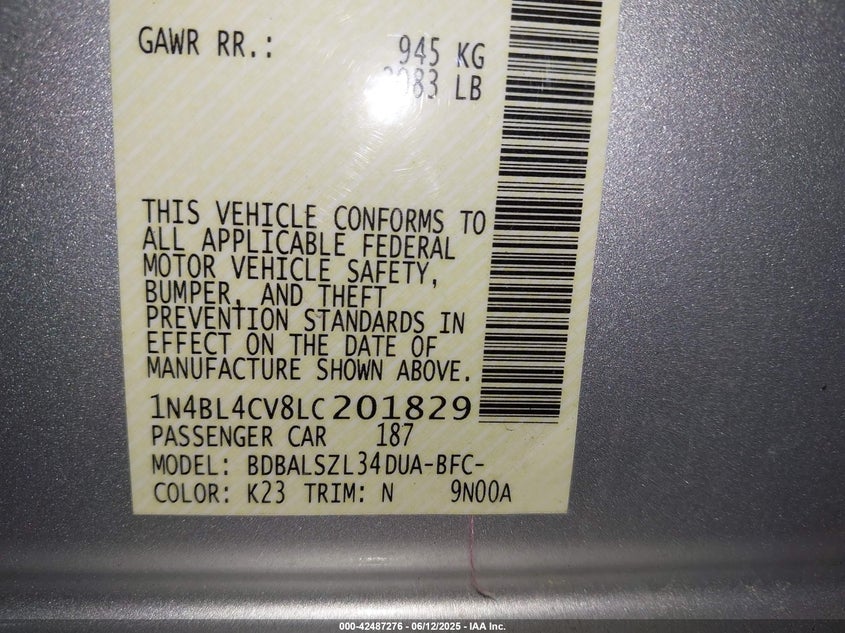 GAWR RR.: 945 KG
2083 LB
THIS VEHICLE CONFORMS TO
ALL APPLICABLE FEDERAL
MOTOR VEHICLE SAFETY,
BUMPER, AND THEFT
PREVENTION STANDARDS IN
EFFECT ON THE DATE OF
MANUFACTURE SHOWN ABOVE.
1N4BL4CV8LC201829
PASSENGER CAR 187
MODEL: BDBALSZL34DUA-BFC-
COLOR: K23 TRIM: N 9N00A
000-42487276 - 06/12/2025 - IAA Inc.